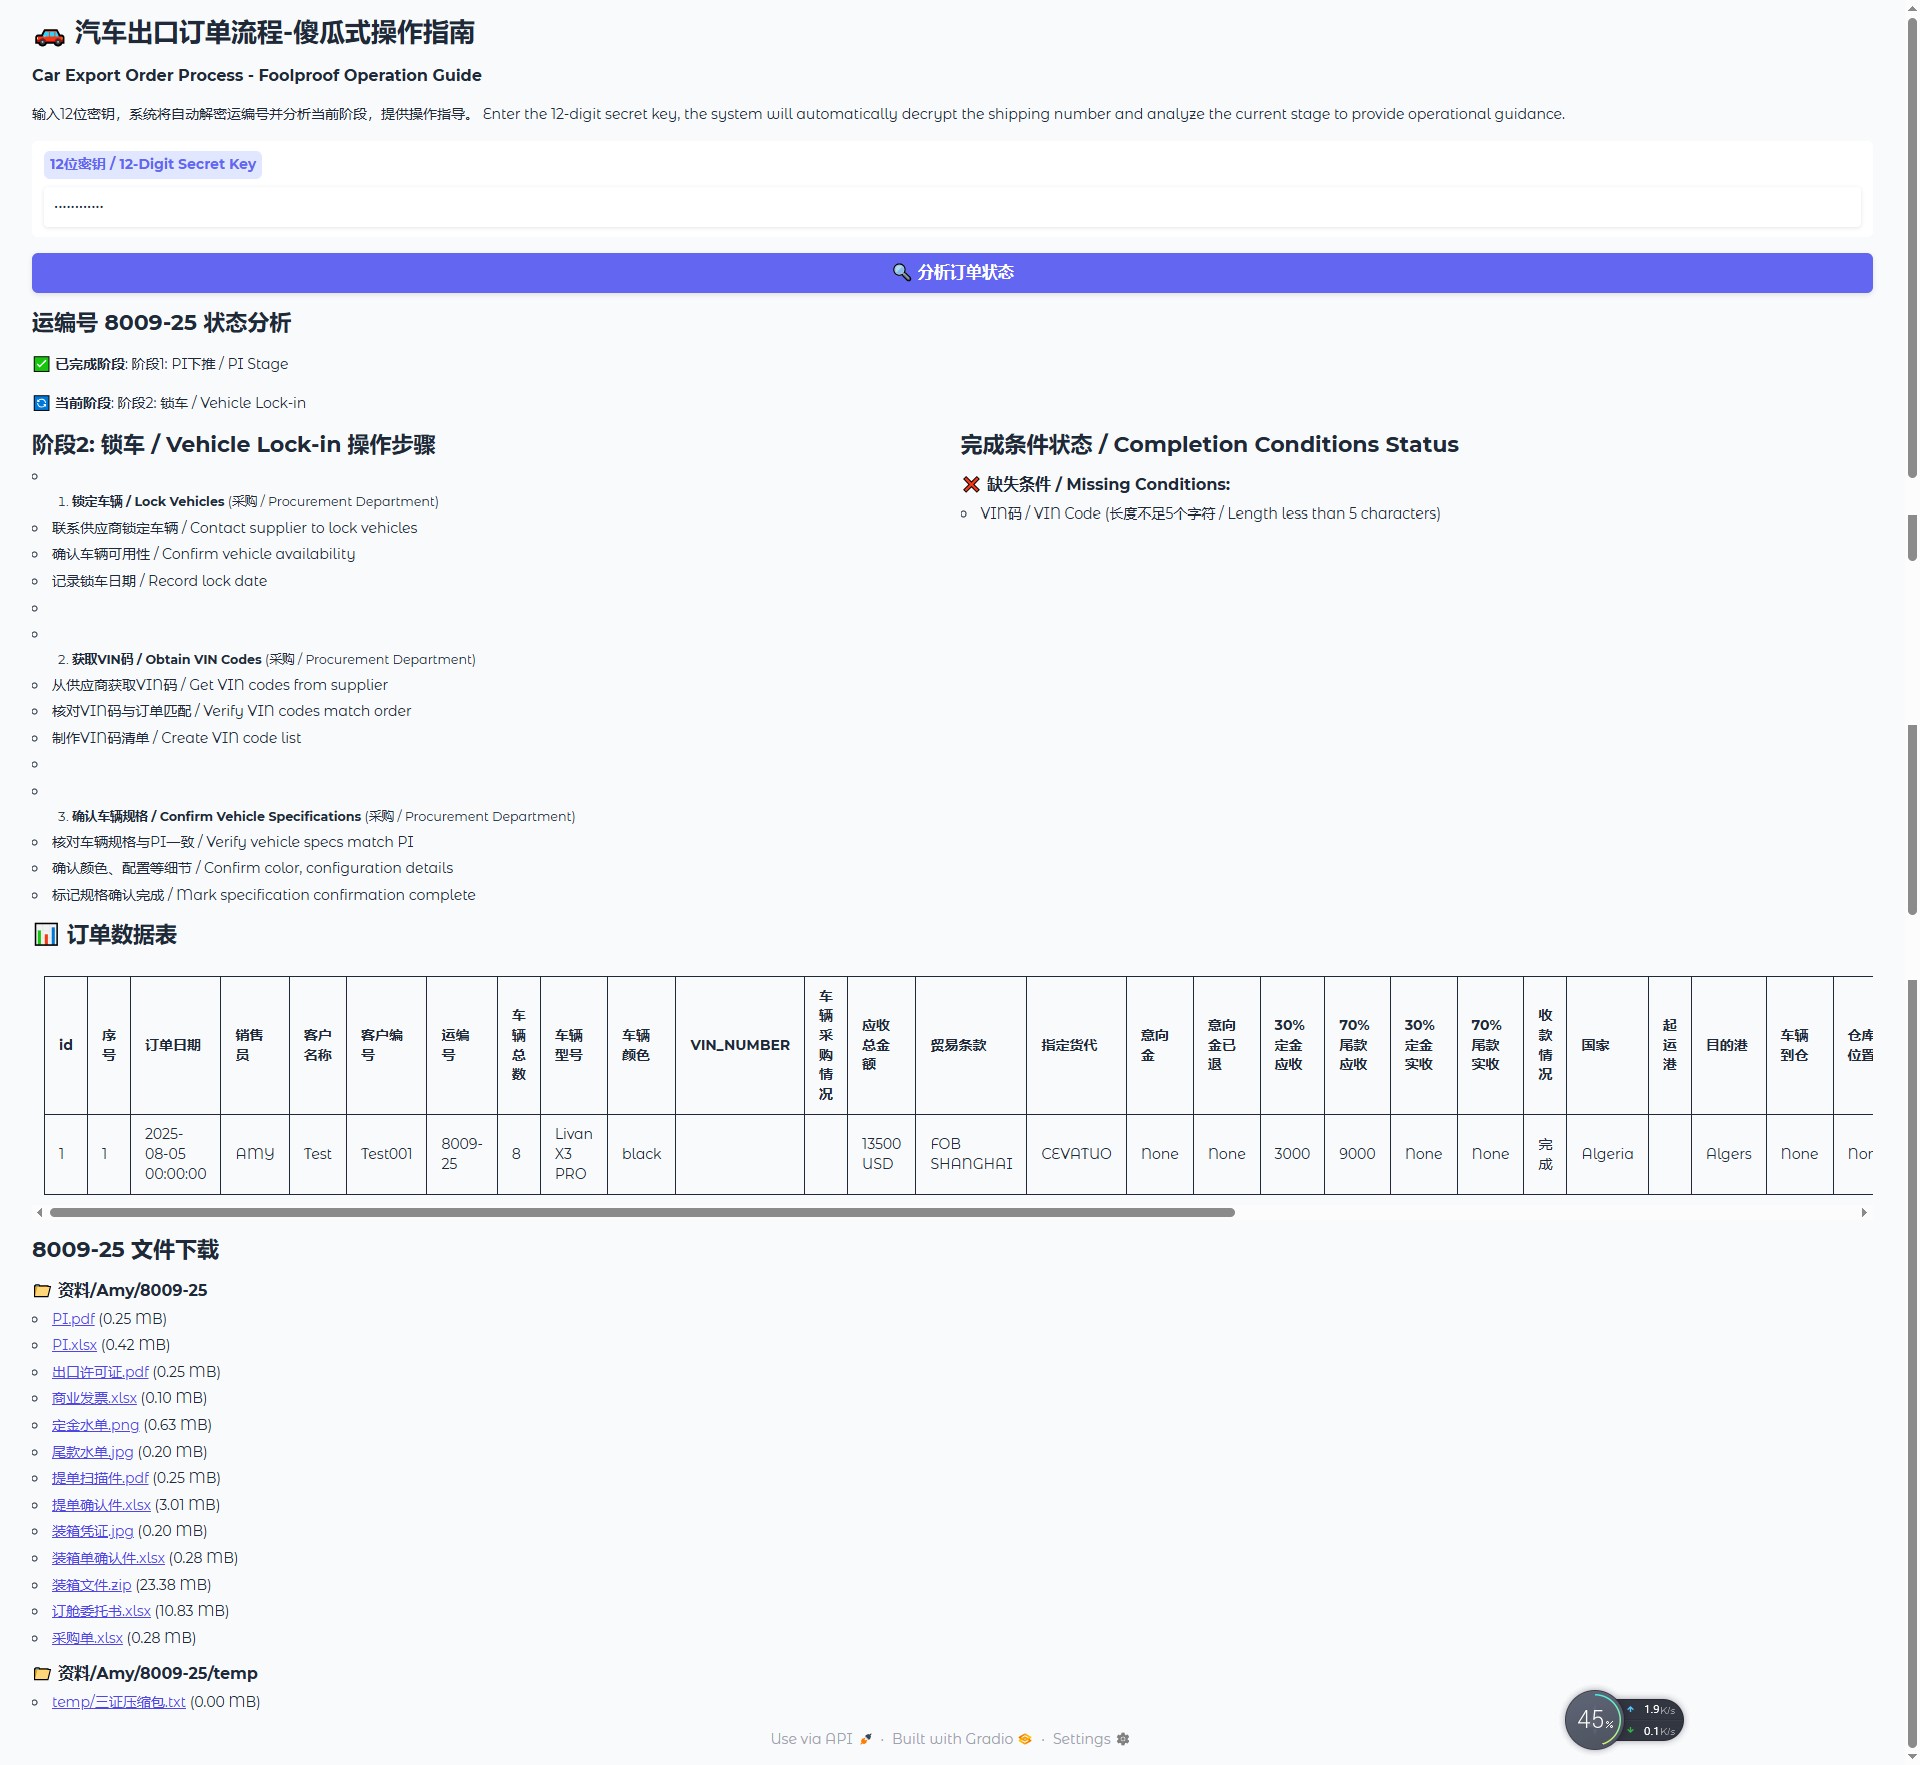 汽车出口订单流程-傻瓜式操作指南
Car Export Order Process - Foolproof Operation Guide
输入12位密钥，系统将自动解密运编号并分析当前阶段，提供操作指导。 Enter the 12-digit secret key, the system will automatically decrypt the shipping number and analyze the current stage to provide operational guidance.
12位密钥 / 12-Digit Secret Key
············
分析订单状态
运编号 8009-25 状态分析
已完成阶段: 阶段1: PI下推 / PI Stage
当前阶段: 阶段2: 锁车 / Vehicle Lock-in
阶段2: 锁车 / Vehicle Lock-in 操作步骤
1. 锁定车辆 / Lock Vehicles (采购 / Procurement Department)
联系供应商锁定车辆 / Contact supplier to lock vehicles
确认车辆可用性 / Confirm vehicle availability
记录锁车日期 / Record lock date
2. 获取VIN码 / Obtain VIN Codes (采购 / Procurement Department)
从供应商获取VIN码 / Get VIN codes from supplier
核对VIN码与订单匹配 / Verify VIN codes match order
制作VIN码清单 / Create VIN code list
3. 确认车辆规格 / Confirm Vehicle Specifications (采购 / Procurement Department)
核对车辆规格与PI一致 / Verify vehicle specs match PI
确认颜色、配置等细节 / Confirm color, configuration details
标记规格确认完成 / Mark specification confirmation complete
完成条件状态 / Completion Conditions Status
缺失条件 / Missing Conditions:
VIN码 / VIN Code (长度不足5个字符 / Length less than 5 characters)
订单数据表
id 序号 订单日期 销售员 客户名称 客户编号 运编号 车辆总数 车辆型号 车辆颜色 VIN_NUMBER 车辆采购情况 应收总金额 贸易条款 指定货代 意向金 意向金已退 30%定金应收 70%尾款应收 30%定金实收 70%尾款实收 收款情况 国家 起运港 目的港 车辆到仓 仓库位置
1 1 2025-08-05 00:00:00 AMY Test Test001 8009-25 8 Livan X3 PRO black 13500 USD FOB SHANGHAI CEVATUO None None 3000 9000 None None 完成 Algeria Algers None Nor
8009-25 文件下载
资料/Amy/8009-25
PI.pdf (0.25 MB)
PI.xlsx (0.42 MB)
出口许可证.pdf (0.25 MB)
商业发票.xlsx (0.10 MB)
定金水单.png (0.63 MB)
尾款水单.jpg (0.20 MB)
提单扫描件.pdf (0.25 MB)
提单确认件.xlsx (3.01 MB)
装箱凭证.jpg (0.20 MB)
装箱单确认件.xlsx (0.28 MB)
装箱文件.zip (23.38 MB)
订舱委托书.xlsx (10.83 MB)
采购单.xlsx (0.28 MB)
资料/Amy/8009-25/temp
temp/三证压缩包.txt (0.00 MB)
Use via API · Built with Gradio · Settings
45%
1.9K/s
0.1K/s